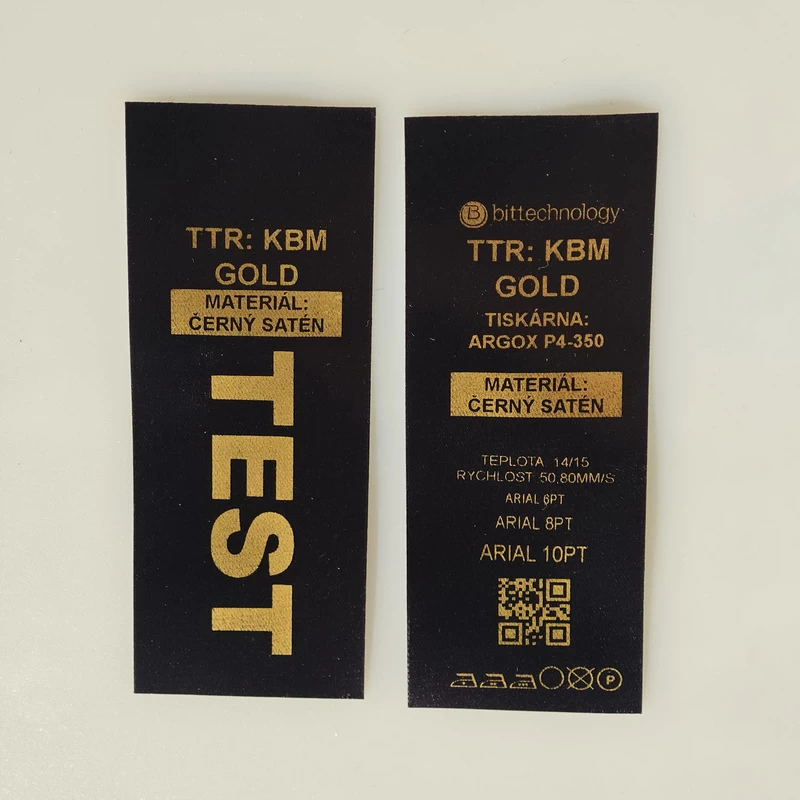 TTR: KBM
GOLD
MATERIÁL:
ČERNÝ SATÉN
TEST
bittechnology
TTR: KBM
GOLD
TISKÁRNA:
ARGOX P4-350
MATERIÁL:
ČERNÝ SATÉN
TEPLOTA 14/15
RYCHLOST 50,80MM/S
ARIAL 6PT
ARIAL 8PT
ARIAL 10PT
P